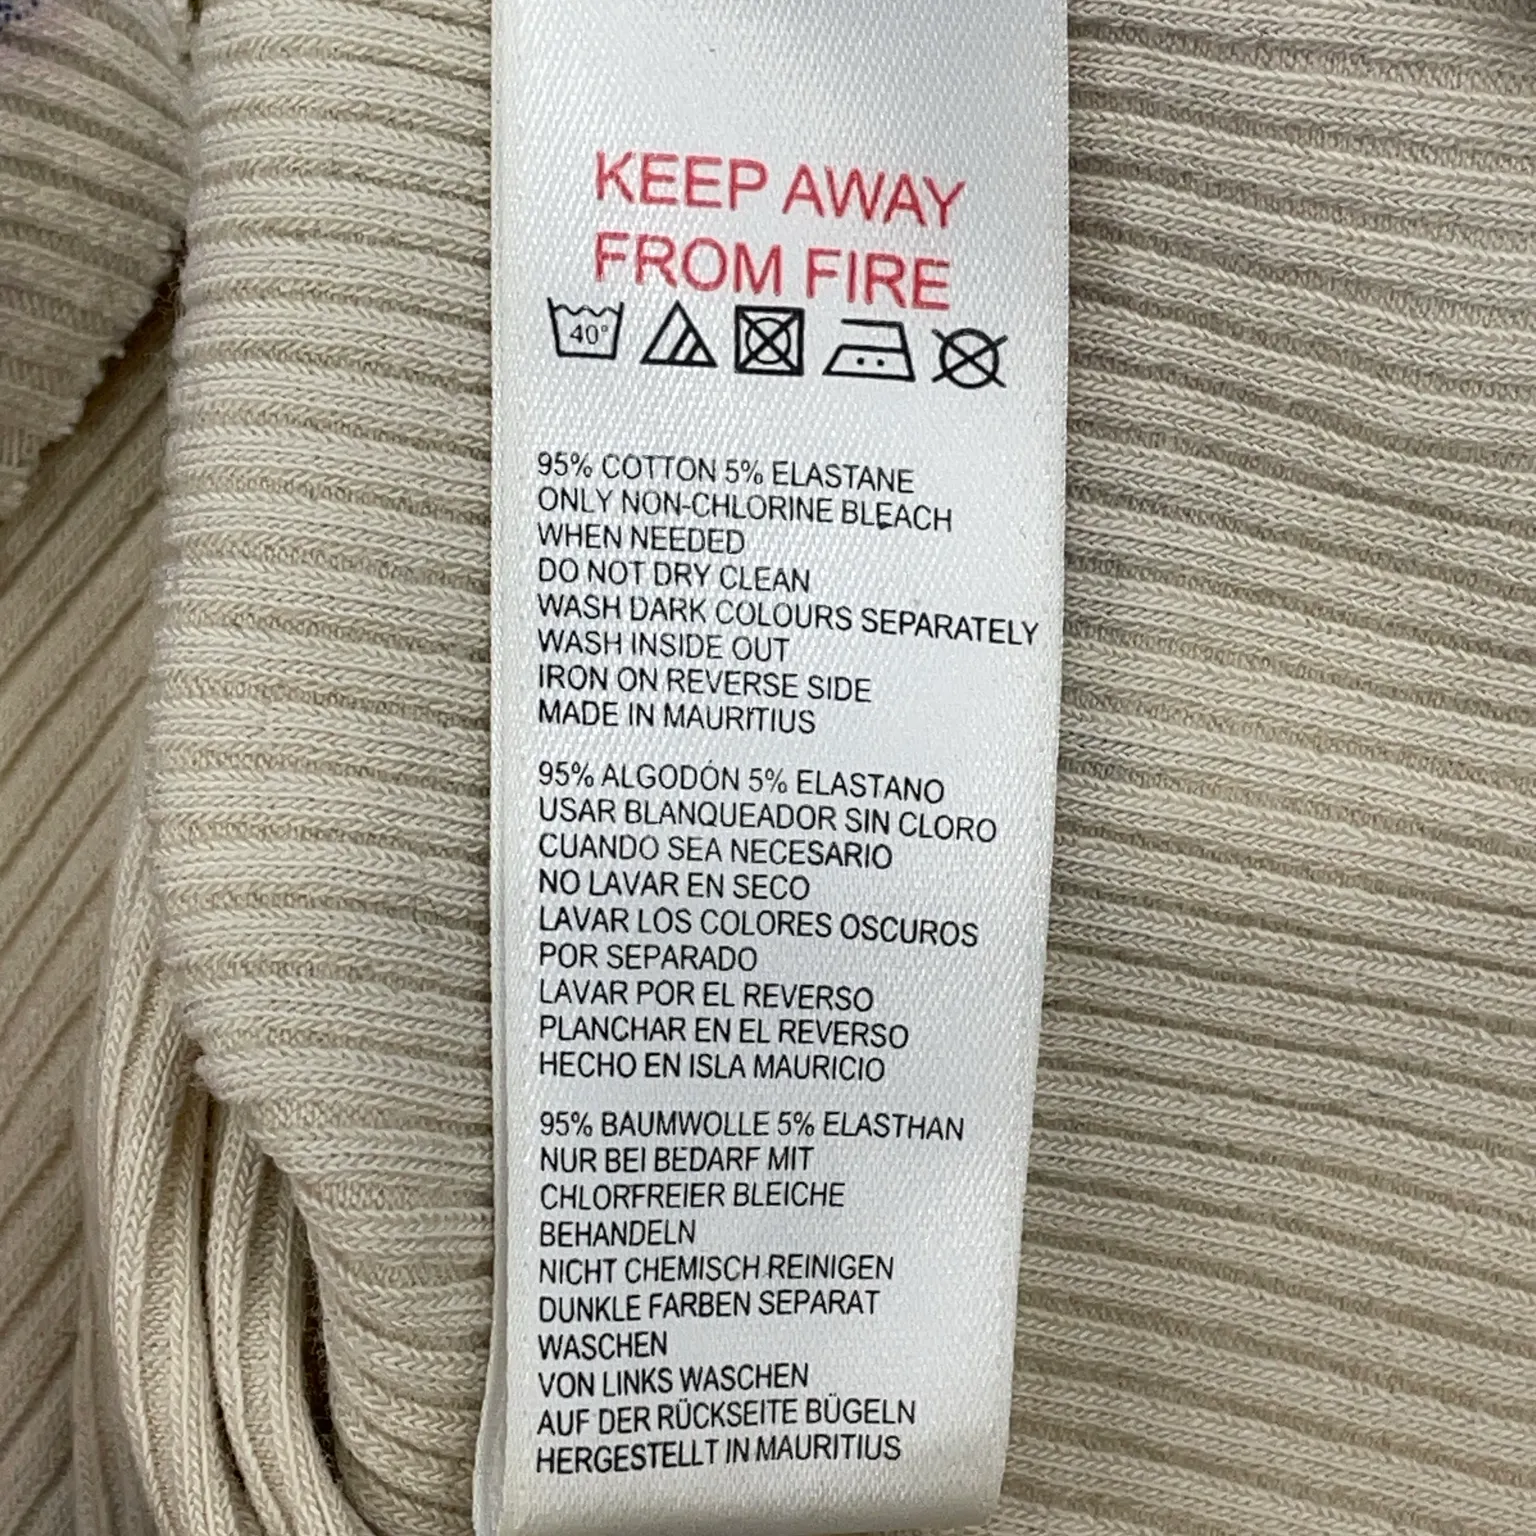 KEEP AWAY
FROM FIRE
40°
95% COTTON 5% ELASTANE
ONLY NON-CHLORINE BLEACH
WHEN NEEDED
DO NOT DRY CLEAN
WASH DARK COLOURS SEPARATELY
WASH INSIDE OUT
IRON ON REVERSE SIDE
MADE IN MAURITIUS
95% ALGODÓN 5% ELASTANO
USAR BLANQUEADOR SIN CLORO
CUANDO SEA NECESARIO
NO LAVAR EN SECO
LAVAR LOS COLORES OSCUROS
POR SEPARADO
LAVAR POR EL REVERSO
PLANCHAR EN EL REVERSO
HECHO EN ISLA MAURICIO
95% BAUMWOLLE 5% ELASTHAN
NUR BEI BEDARF MIT
CHLORFREIER BLEICHE
BEHANDELN
NICHT CHEMISCH REINIGEN
DUNKLE FARBEN SEPARAT
WASCHEN
VON LINKS WASCHEN
AUF DER RÜCKSEITE BÜGELN
HERGESTELLT IN MAURITIUS